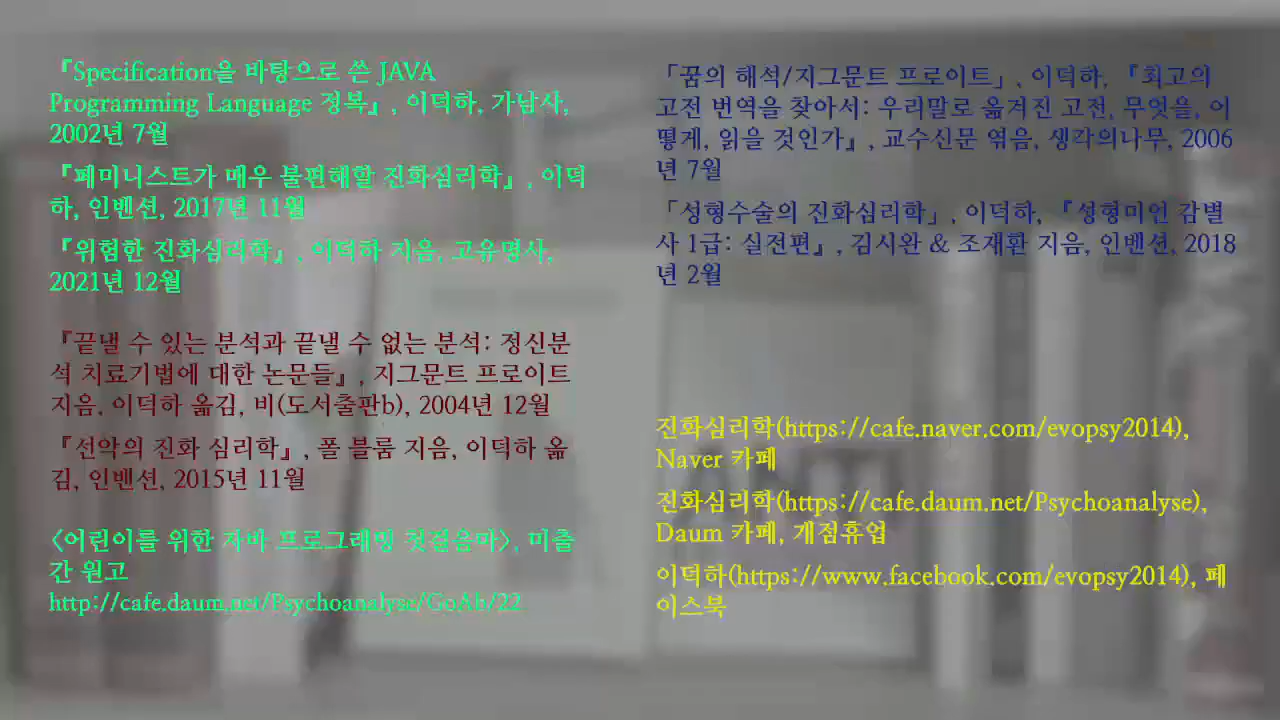 『Specification을 바탕으로 쓴 JAVA
Programming Language 정복』, 이덕하, 가남사,
2002년 7월
『페미니스트가 매우 불편해할 진화심리학』, 이덕
하, 인벤션, 2017년 11월
『위험한 진화심리학』, 이덕하 지음, 고유명사,
2021년 12월
『끝낼 수 있는 분석과 끝낼 수 없는 분석: 정신분
석 치료기법에 대한 논문들』, 지그문트 프로이트
지음, 이덕하 옮김, 비(도서출판b), 2004년 12월
『선악의 진화 심리학』, 폴 블룸 지음, 이덕하 옮
김, 인벤션, 2015년 11월
<어린이를 위한 자바 프로그래밍 첫걸음마>, 미출
간 원고
http://cafe.daum.net/Psychoanalyse/GoAb/22
「꿈의 해석/지그문트 프로이트」, 이덕하, 『최고의
고전 번역을 찾아서: 우리말로 옮겨진 고전, 무엇을, 어
떻게, 읽을 것인가』, 교수신문 엮음, 생각의나무, 2006
년 7월
「성형수술의 진화심리학」, 이덕하, 『성형미인 감별
사 1급: 실전편』, 김시완 & 조재환 지음, 인벤션, 2018
년 2월
진화심리학(https://cafe.naver.com/evopsy2014),
Naver 카페
진화심리학(https://cafe.daum.net/Psychoanalyse),
Daum 카페, 개점휴업
이덕하(https://www.facebook.com/evopsy2014), 페
이스북